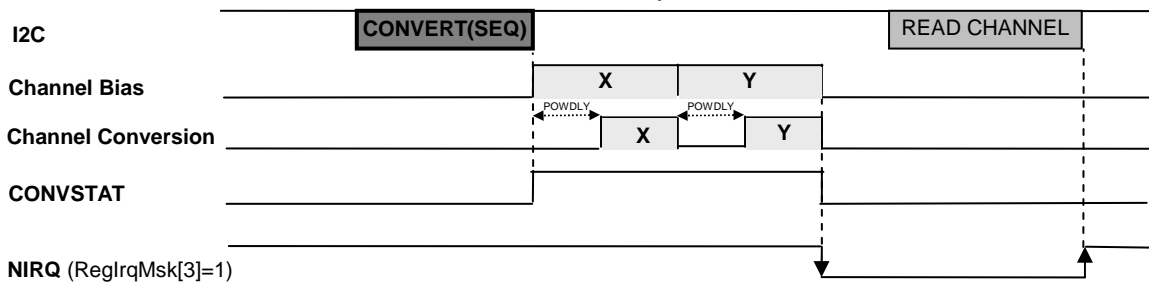 I2C
CONVERT(SEQ)
READ CHANNEL
Channel Bias
X
Y
POWDLY
POWDLY
Channel Conversion
X
Y
CONVSTAT
NIRQ (RegIrqMsk[3]=1)